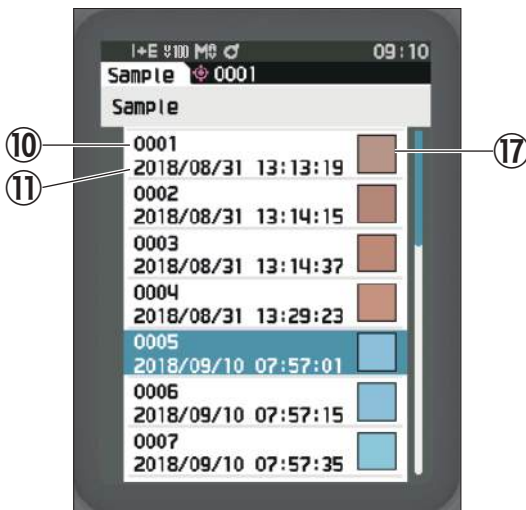 I+E 100 M 09:10
Sample 0001
Sample
⑩ 0001 ⑰
⑪ 2018/08/31 13:13:19
0002
2018/08/31 13:14:15
0003
2018/08/31 13:14:37
0004
2018/08/31 13:29:23
0005
2018/09/10 07:57:01
0006
2018/09/10 07:57:15
0007
2018/09/10 07:57:35